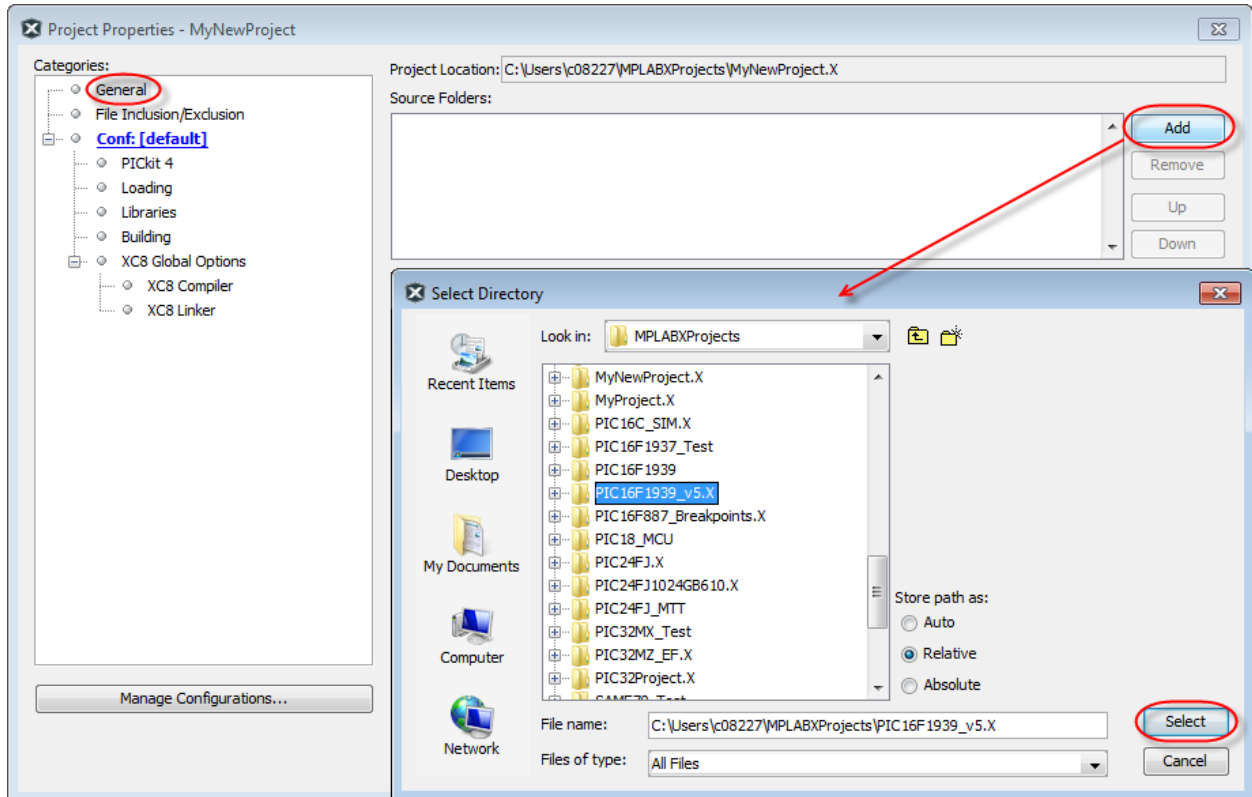 Project Properties - MyNewProject
Categories:
General
File Inclusion/Exclusion
Conf: [default]
PICkit 4
Loading
Libraries
Building
XC8 Global Options
XC8 Compiler
XC8 Linker
Manage Configurations...
Project Location: C:\Users\c08227\MPLABXProjects\MyNewProject.X
Source Folders:
Add
Remove
Up
Down
Select Directory
Look in: MPLABXProjects
Recent Items
Desktop
My Documents
Computer
Network
MyNewProject.X
MyProject.X
PIC16C_SIM.X
PIC16F1937_Test
PIC16F1939
PIC16F1939_v5.X
PIC16F887_Breakpoints.X
PIC18_MCU
PIC24FJ.X
PIC24FJ1024GB610.X
PIC24FJ_MTT
PIC32MX_Test
PIC32MZ_EF.X
PIC32Project.X
Store path as:
Auto
Relative
Absolute
File name: C:\Users\c08227\MPLABXProjects\PIC16F1939_v5.X
Select
Files of type: All Files
Cancel